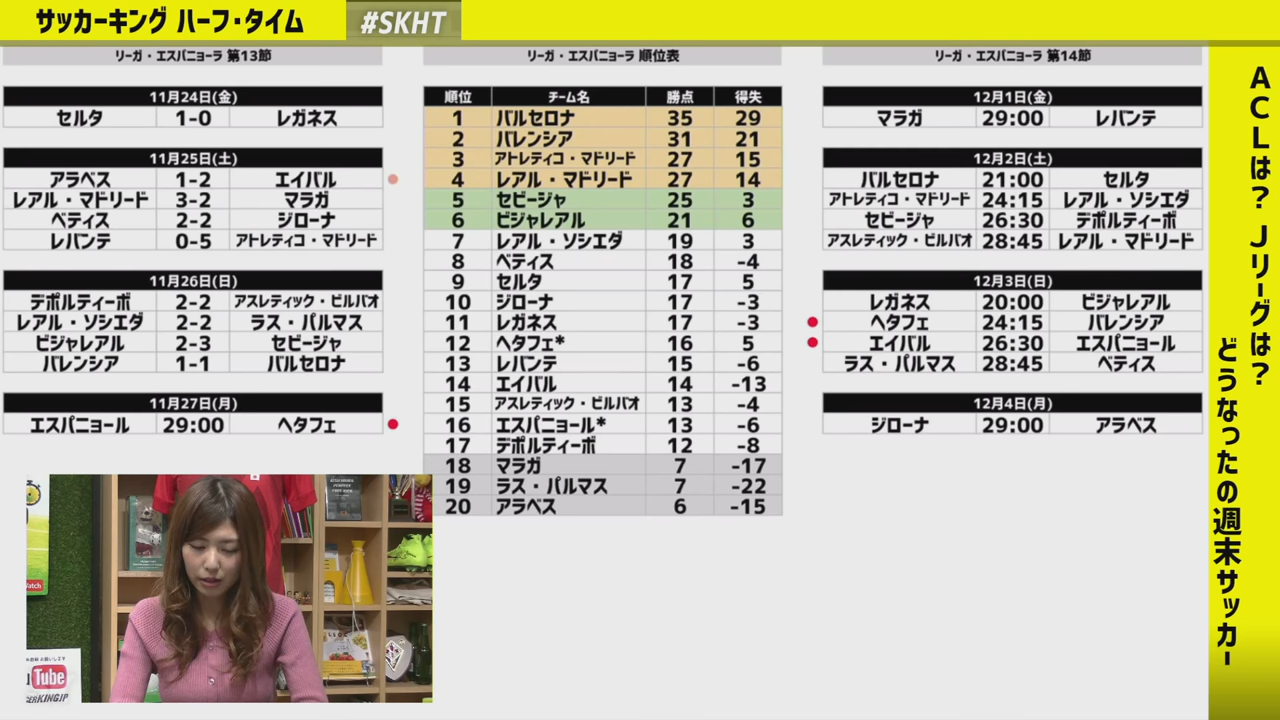 サッカーキング ハーフ・タイム #SKHT
リーガ・エスパニョーラ 第13節
11月24日(金)
セルタ 1-0 レガネス
11月25日(土)
アラベス 1-2 エイバル
レアル・マドリード 3-2 マラガ
ベティス 2-2 ジローナ
レバンテ 0-5 アトレティコ・マドリード
11月26日(日)
デポルティーボ 2-2 アスレティック・ビルバオ
レアル・ソシエダ 2-2 ラス・パルマス
ビジャレアル 2-3 セビージャ
バレンシア 1-1 バルセロナ
11月27日(月)
エスパニョール 29:00 ヘタフェ
リーガ・エスパニョーラ 順位表
順位 チーム名 勝点 得失
1 バルセロナ 35 29
2 バレンシア 31 21
3 アトレティコ・マドリード 27 15
4 レアル・マドリード 27 14
5 セビージャ 25 3
6 ビジャレアル 21 6
7 レアル・ソシエダ 19 3
8 ベティス 18 -4
9 セルタ 17 5
10 ジローナ 17 -3
11 レガネス 17 -3
12 ヘタフェ* 16 5
13 レバンテ 15 -6
14 エイバル 14 -13
15 アスレティック・ビルバオ 13 -4
16 エスパニョール* 13 -6
17 デポルティーボ 12 -8
18 マラガ 7 -17
19 ラス・パルマス 7 -22
20 アラベス 6 -15
リーガ・エスパニョーラ 第14節
12月1日(金)
マラガ 29:00 レバンテ
12月2日(土)
バルセロナ 21:00 セルタ
アトレティコ・マドリード 24:15 レアル・ソシエダ
セビージャ 26:30 デポルティーボ
アスレティック・ビルバオ 28:45 レアル・マドリード
12月3日(日)
レガネス 20:00 ビジャレアル
ヘタフェ 24:15 バレンシア
エイバル 26:30 エスパニョール
ラス・パルマス 28:45 ベティス
12月4日(月)
ジローナ 29:00 アラベス
ACLは？ Jリーグは？
どうなったの週末サッカー
Tube